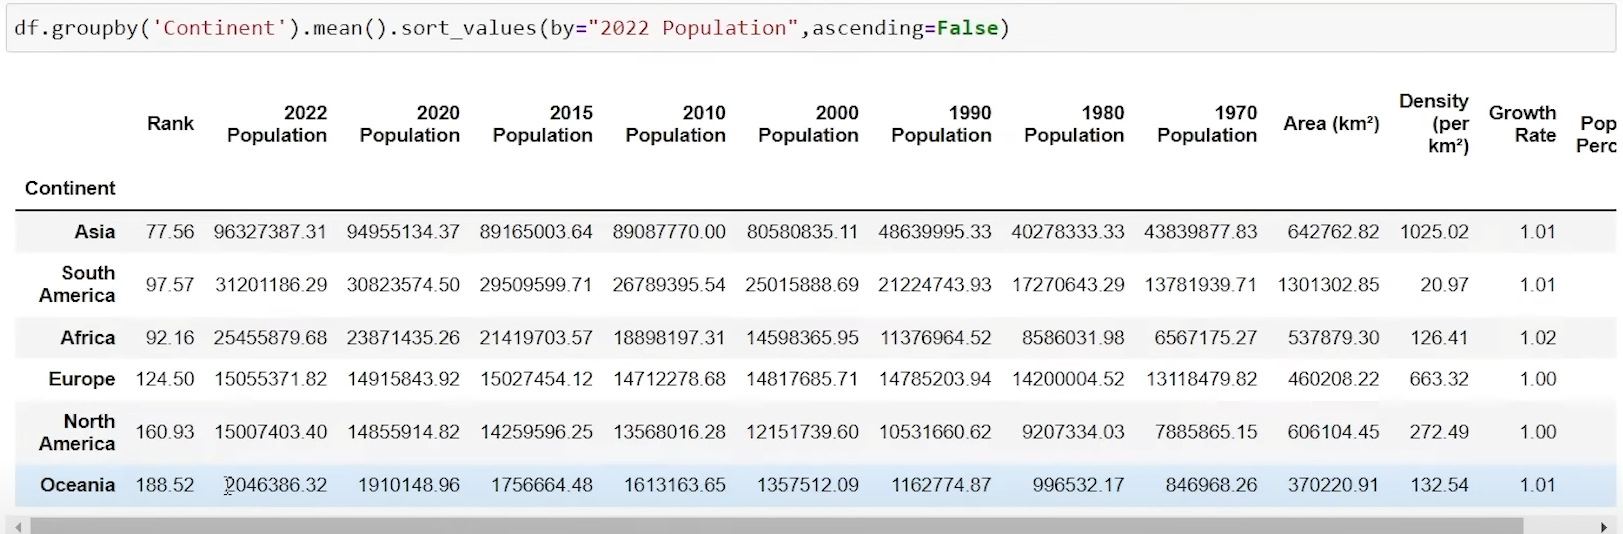 df.groupby('Continent').mean().sort_values(by="2022 Population",ascending=False)
Rank 2022 Population 2020 Population 2015 Population 2010 Population 2000 Population 1990 Population 1980 Population 1970 Population Area (km²) Density (per km²) Growth Rate Pop Perc
Continent
Asia 77.56 96327387.31 94955134.37 89165003.64 89087770.00 80580835.11 48639995.33 40278333.33 43839877.83 642762.82 1025.02 1.01
South America 97.57 31201186.29 30823574.50 29509599.71 26789395.54 25015888.69 21224743.93 17270643.29 13781939.71 1301302.85 20.97 1.01
Africa 92.16 25455879.68 23871435.26 21419703.57 18898197.31 14598365.95 11376964.52 8586031.98 6567175.27 537879.30 126.41 1.02
Europe 124.50 15055371.82 14915843.92 15027454.12 14712278.68 14817685.71 14785203.94 14200004.52 13118479.82 460208.22 663.32 1.00
North America 160.93 15007403.40 14855914.82 14259596.25 13568016.28 12151739.60 10531660.62 9207334.03 7885865.15 606104.45 272.49 1.00
Oceania 188.52 2046386.32 1910148.96 1756664.48 1613163.65 1357512.09 1162774.87 996532.17 846968.26 370220.91 132.54 1.01